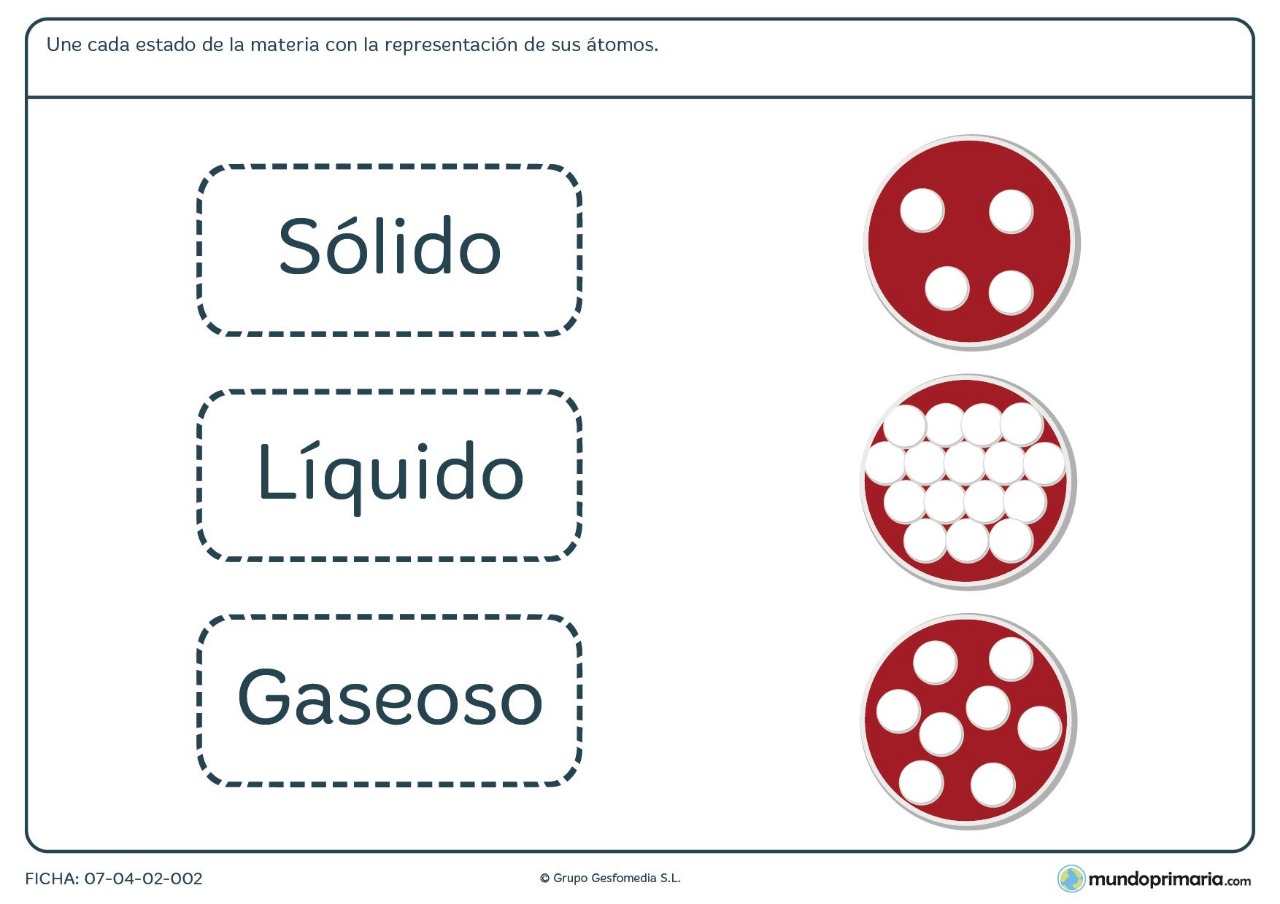 Une cada estado de la materia con la representación de sus átomos.
Sólido
Líquido
Gaseoso
FICHA: 07-04-02-002
© Grupo Gesfomedia S.L.
mundoprimaria.com